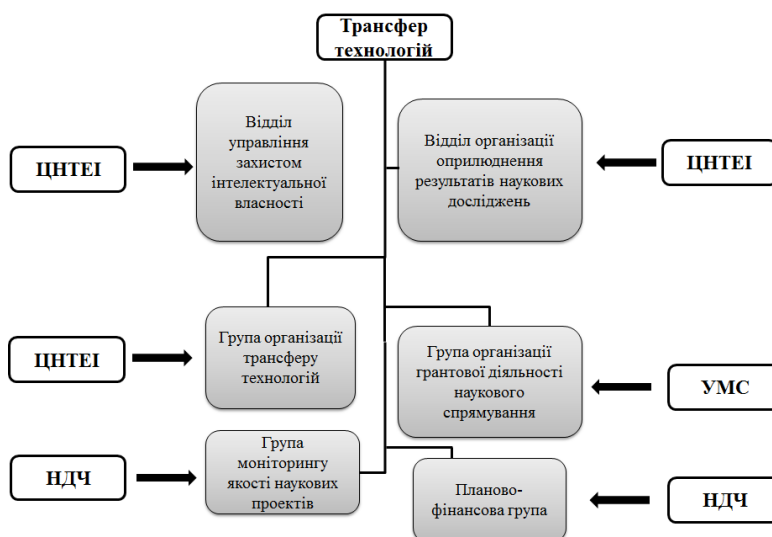 Трансфер
технологій
ЦНТЕІ
Відділ
управління
захистом
інтелектуальної
власності
Відділ організації
оприлюднення
результатів наукових
досліджень
ЦНТЕІ
ЦНТЕІ
Група організації
трансферу
технологій
Група організації
грантової діяльності
наукового
спрямування
УМС
НДЧ
Група
моніторингу
якості наукових
проектів
Планово-
фінансова група
НДЧ